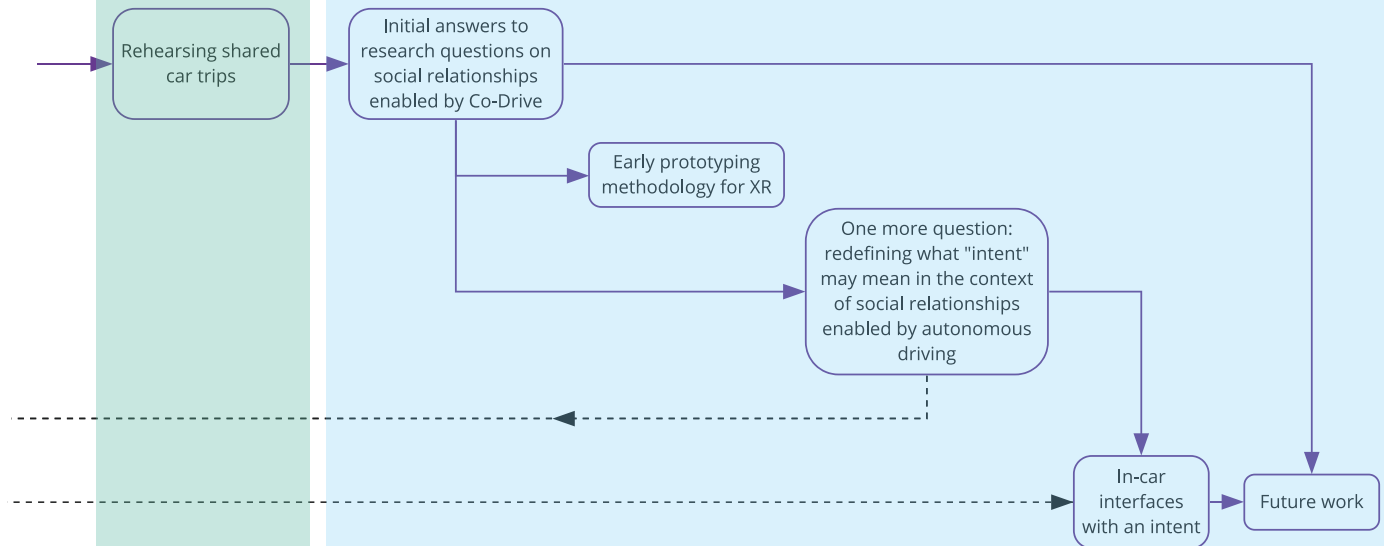 Rehearsing shared
car trips
Initial answers to
research questions on
social relationships
enabled by Co-Drive
Early prototyping
methodology for XR
One more question:
redefining what "intent"
may mean in the context
of social relationships
enabled by autonomous
driving
In-car
interfaces
with an intent
Future work